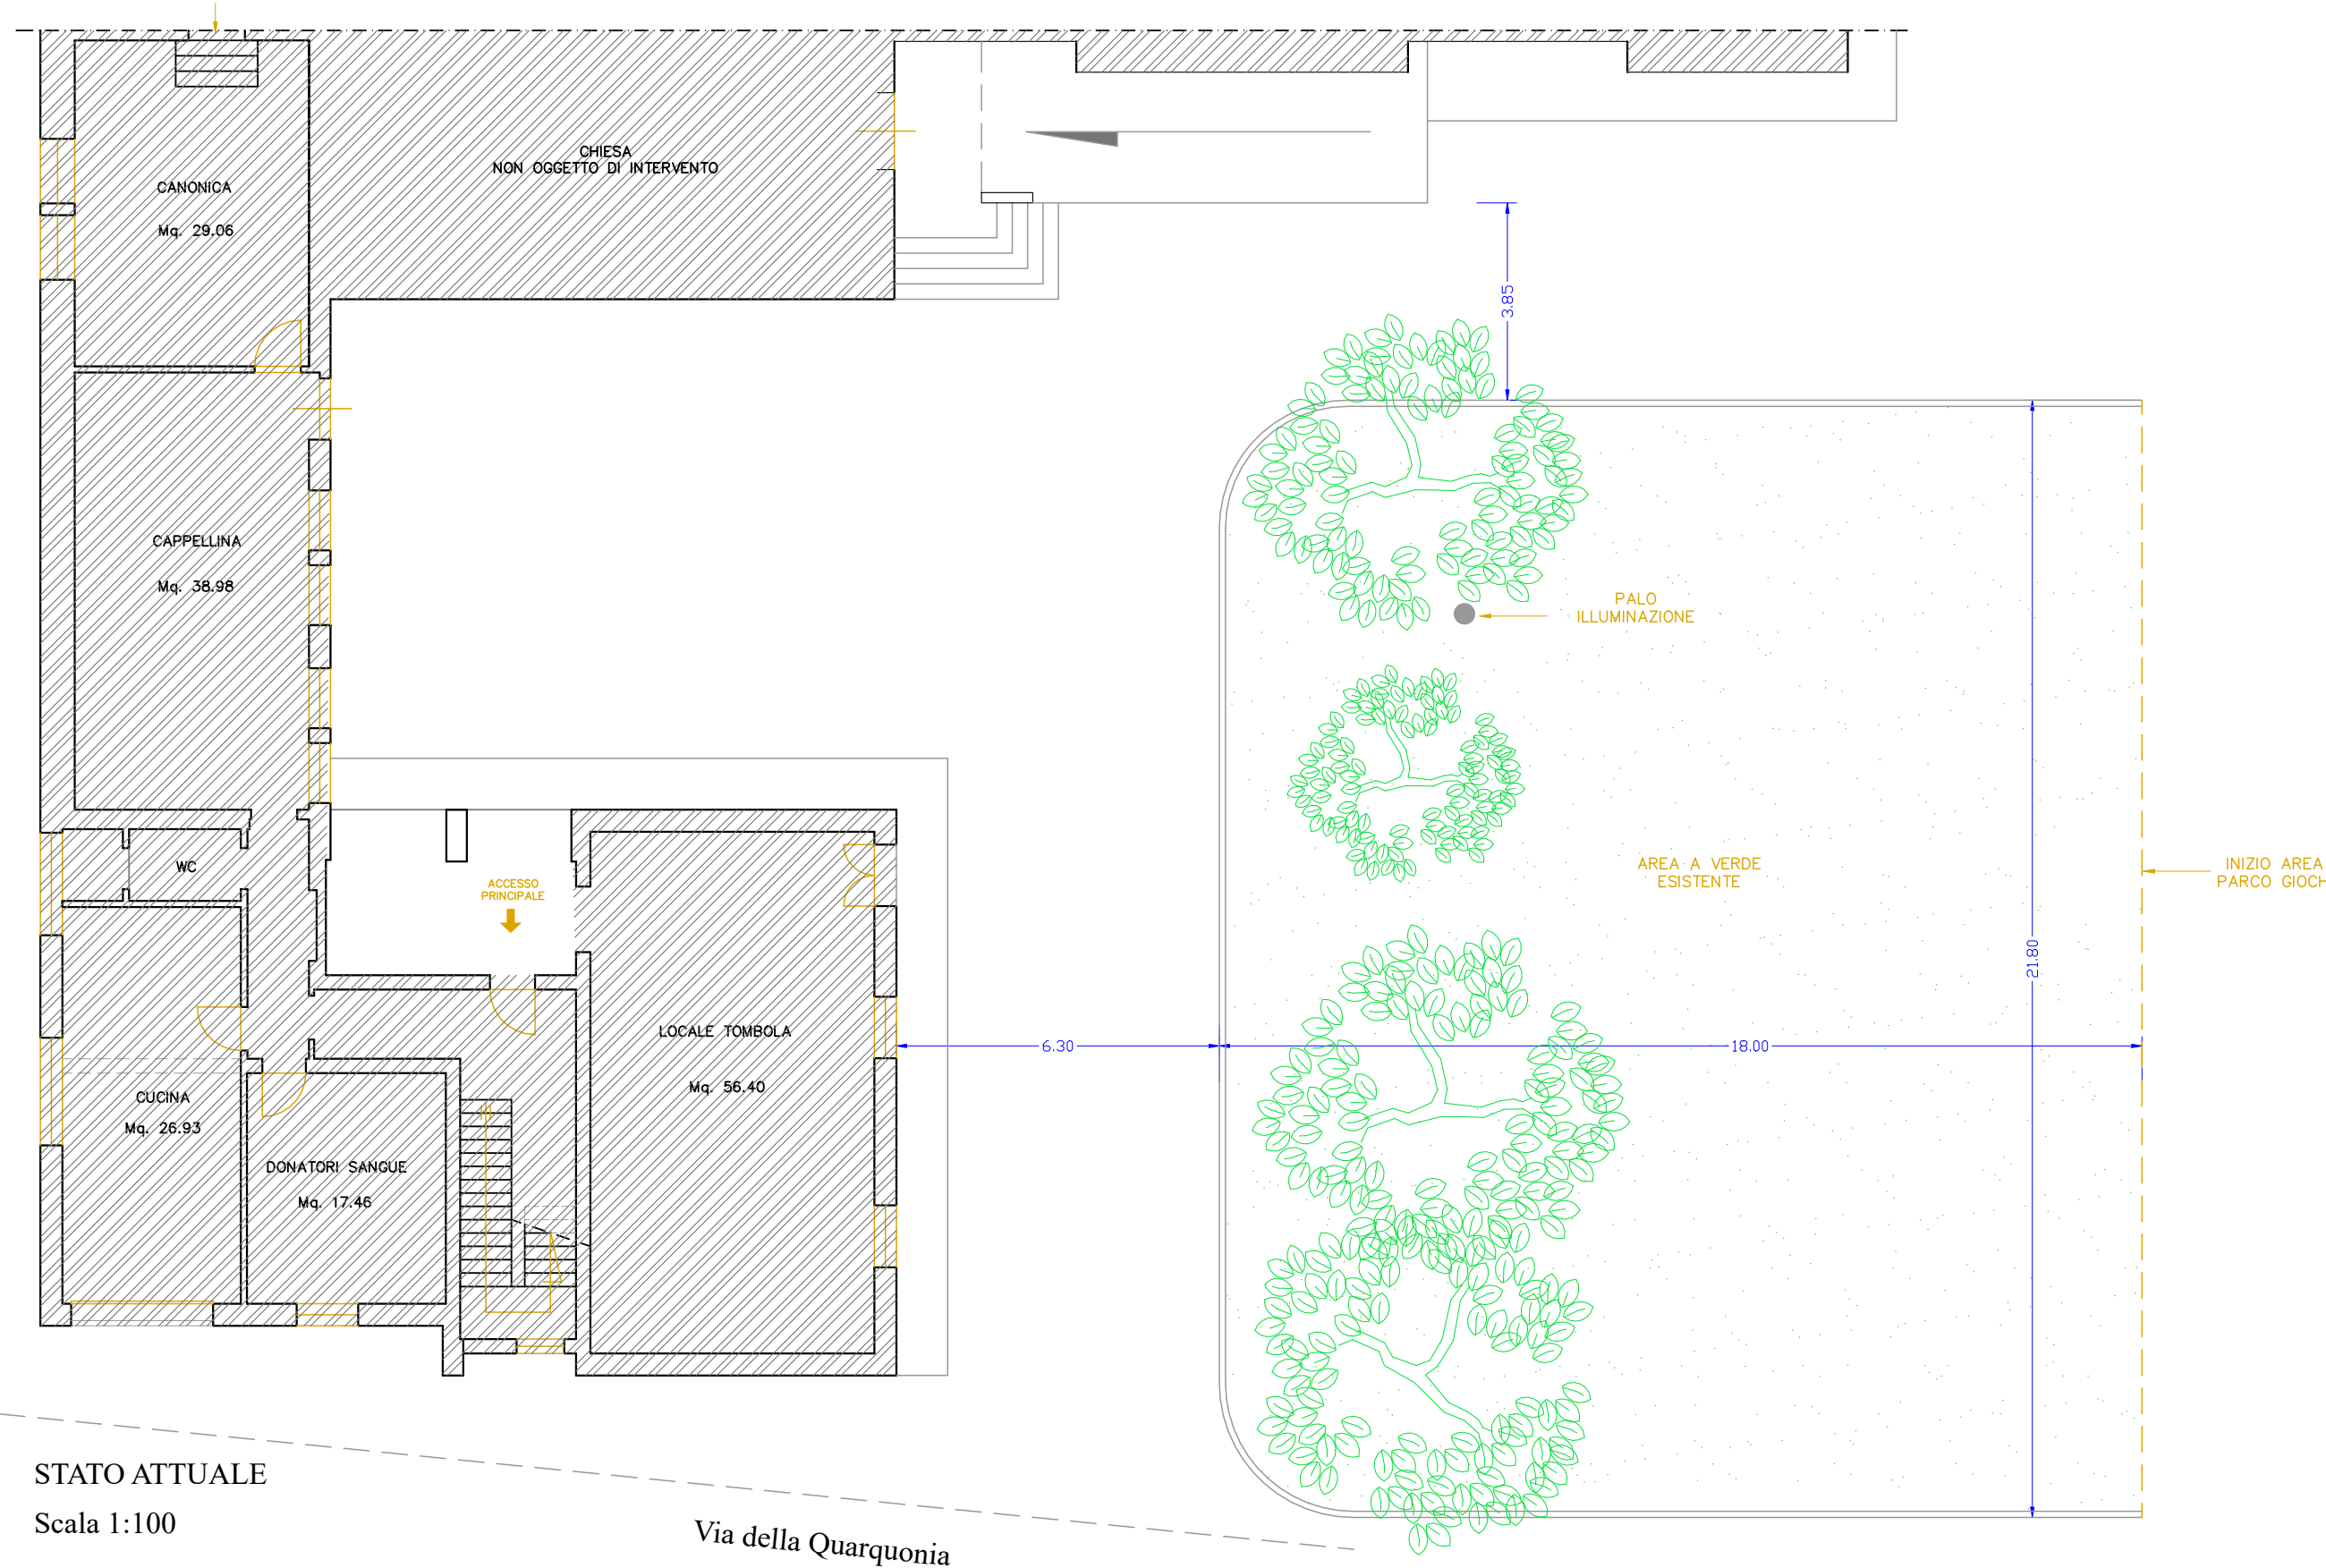 CHIESA
NON OGGETTO DI INTERVENTO
CANONICA
Mq. 29.06
3.85
CAPPELLINA
Mq. 38.98
PALO
ILLUMINAZIONE
WC
ACCESSO
PRINCIPALE
AREA A VERDE
ESISTENTE
INIZIO AREA
PARCO GIOCH
21.80
LOCALE TOMBOLA
Mq. 56.40
6.30
18.00
CUCINA
Mq. 26.93
DONATORI SANGUE
Mq. 17.46
STATO ATTUALE
Scala 1:100
Via della Quarquonia